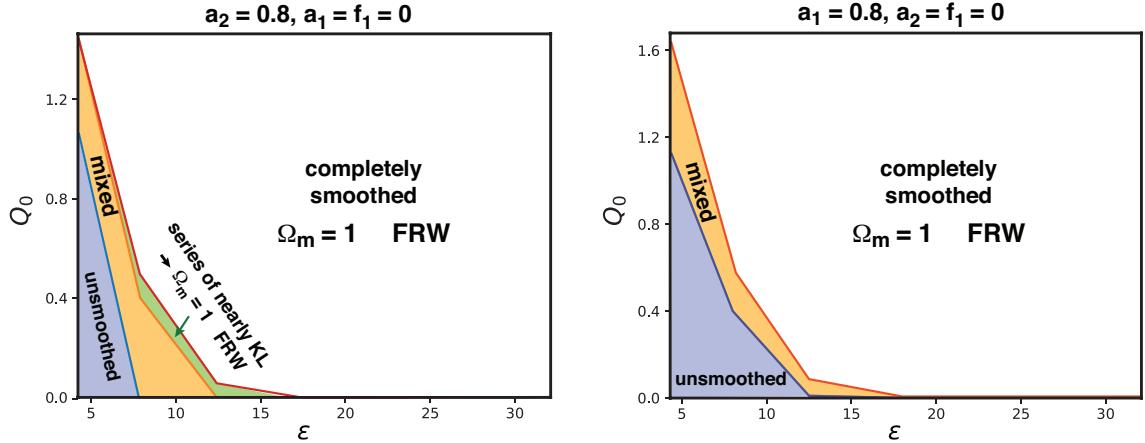 a₂ = 0.8, a₁ = f₁ = 0
Q₀
1.2
0.8
0.4
0.0
mixed
unsmoothed
completely
smoothed
Ωₘ = 1 FRW
series of nearly KL
→ Ωₘ = 1 FRW
5 10 15 20 25 30
ε
a₁ = 0.8, a₂ = f₁ = 0
Q₀
1.6
1.2
0.8
0.4
0.0
mixed
unsmoothed
completely
smoothed
Ωₘ = 1 FRW
5 10 15 20 25 30
ε